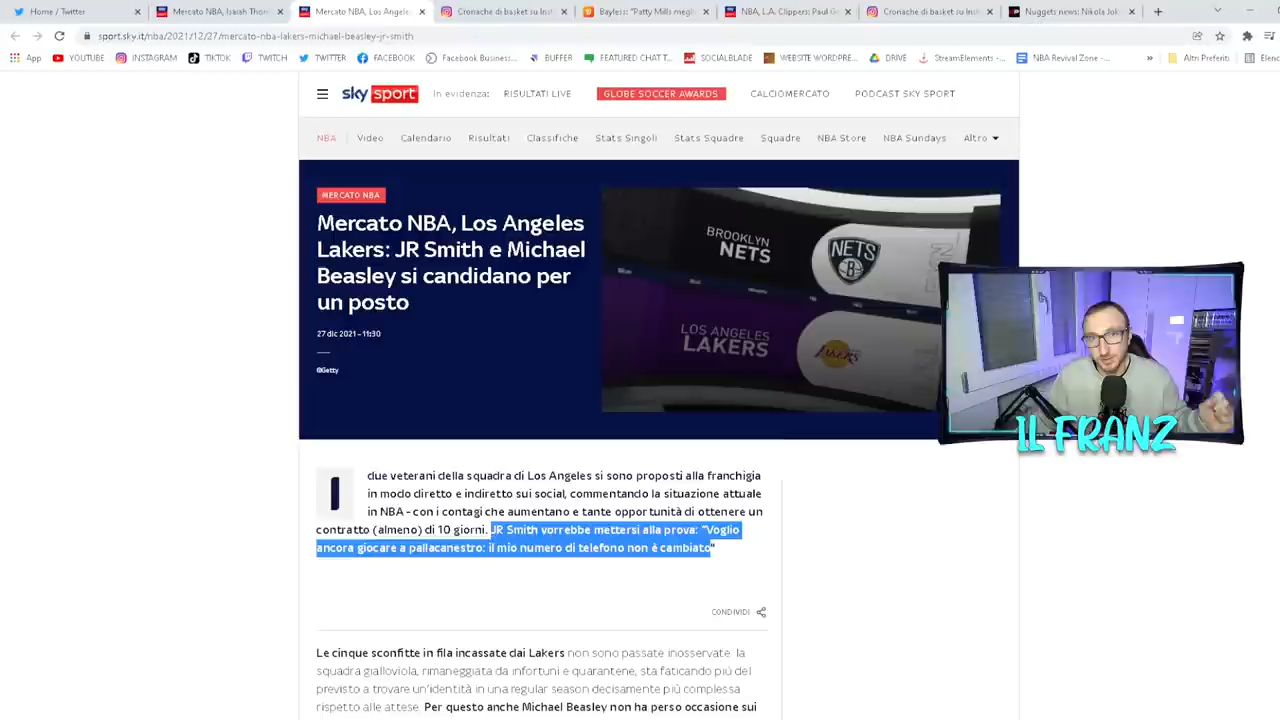 Home / Twitter
Mercato NBA, Isaiah Thom
Mercato NBA, Los Angeles
Cronache di basket su Inst
Bayless: "Patty Mills megli
NBA, L.A. Clippers: Paul G
Cronache di basket su Inst
Nuggets news: Nikola Jok
sport.sky.it/nba/2021/12/27/mercato-nba-lakers-michael-beasley-jr-smith
App
YOUTUBE
INSTAGRAM
TIKTOK
TWITCH
TWITTER
FACEBOOK
Facebook Business...
BUFFER
FEATURED CHAT T...
SOCIALBLADE
WEBSITE WORDPRE...
DRIVE
StreamElements -...
NBA Revival Zone -...
»
Altri Preferiti
Elenc
sky sport
In evidenza:
RISULTATI LIVE
GLOBE SOCCER AWARDS
CALCIOMERCATO
PODCAST SKY SPORT
NBA
Video
Calendario
Risultati
Classifiche
Stats Singoli
Stats Squadre
Squadre
NBA Store
NBA Sundays
Altro
MERCATO NBA
Mercato NBA, Los Angeles
Lakers: JR Smith e Michael
Beasley si candidano per
un posto
27 dic 2021 - 11:30
©Getty
BROOKLYN
NETS
NETS
B
LOS ANGELES
LAKERS
LAKERS
IL FRANZ
I due veterani della squadra di Los Angeles si sono proposti alla franchigia
in modo diretto e indiretto sui social, commentando la situazione attuale
in NBA - con i contagi che aumentano e tante opportunità di ottenere un
contratto (almeno) di 10 giorni. JR Smith vorrebbe mettersi alla prova: "Voglio
ancora giocare a pallacanestro: il mio numero di telefono non è cambiato"
CONDIVIDI
Le cinque sconfitte in fila incassate dai Lakers non sono passate inosservate la
squadra gialloviola, rimaneggiata da infortuni e quarantene, sta faticando più del
previsto a trovare un'identità in una regular season decisamente più complessa
rispetto alle attese. Per questo anche Michael Beasley non ha perso occasione sui